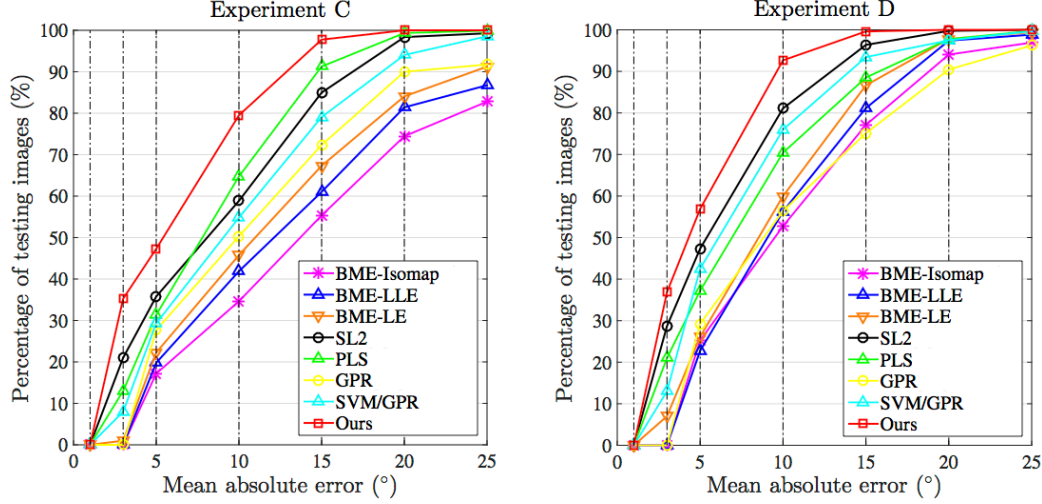 Experiment C
Percentage of testing images (%)
100
90
80
70
60
50
40
30
20
10
0
0 5 10 15 20 25
Mean absolute error (°)
BME-Isomap
BME-LLE
BME-LE
SL2
PLS
GPR
SVM/GPR
Ours
Experiment D
Percentage of testing images (%)
100
90
80
70
60
50
40
30
20
10
0
0 5 10 15 20 25
Mean absolute error (°)
BME-Isomap
BME-LLE
BME-LE
SL2
PLS
GPR
SVM/GPR
Ours